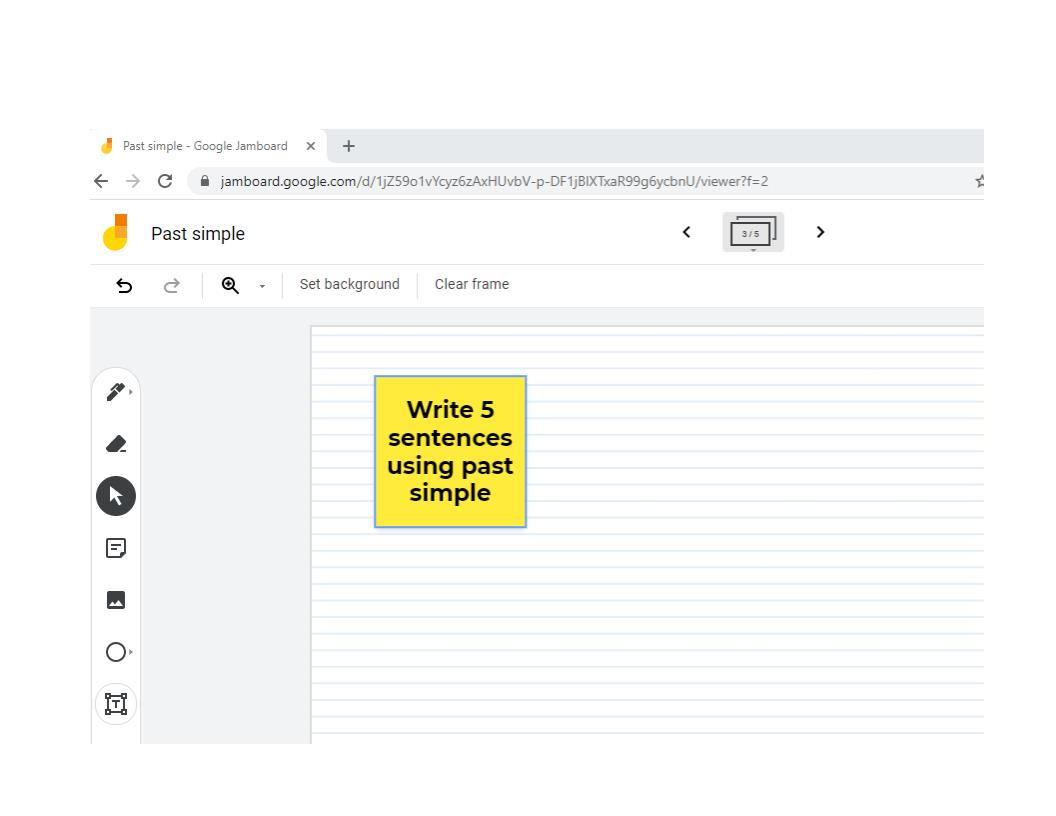 Past simple - Google Jamboard
jamboard.google.com/d/1jZ59o1vYcyz6zAxHUvbV-p-DF1jBlXTxaR99g6ycbnU/viewer?f=2
Past simple
3 / 5
Set background
Clear frame
Write 5
sentences
using past
simple
T